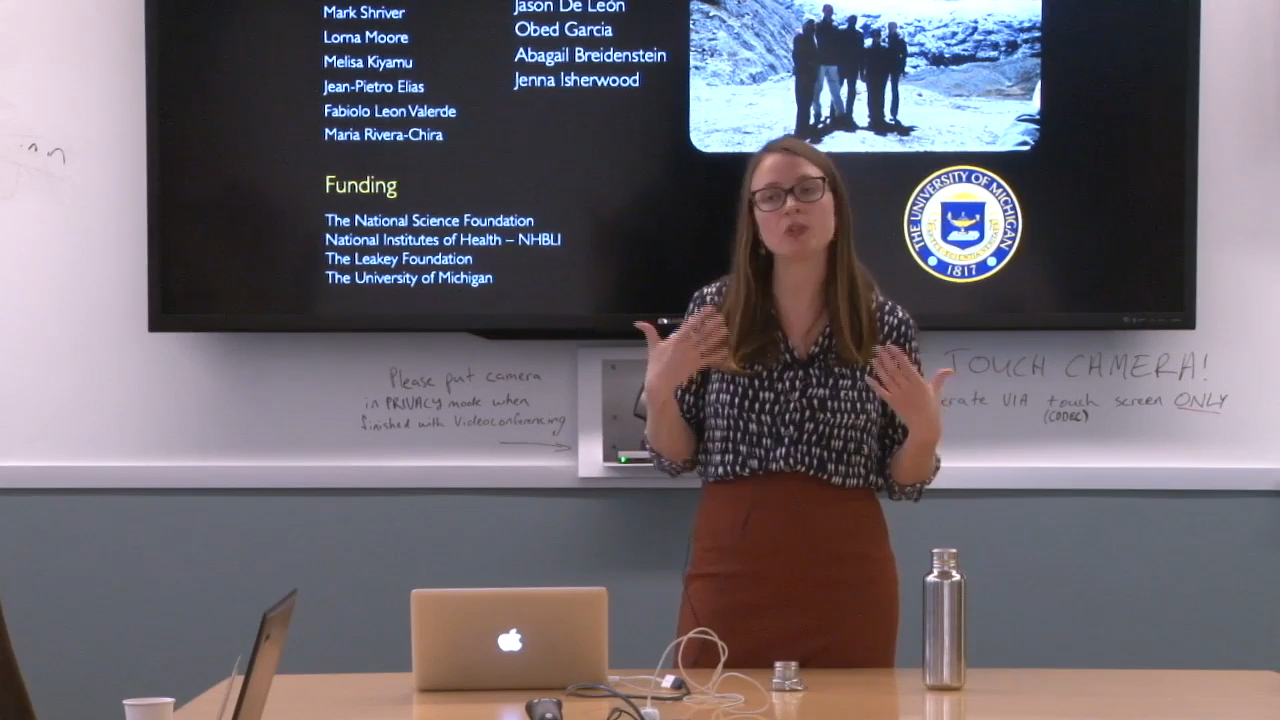 Mark Shriver
Lorna Moore
Melisa Kiyamu
Jean-Pietro Elias
Fabiolo Leon Valerde
Maria Rivera-Chira
Jason De León
Obed Garcia
Abagail Breidenstein
Jenna Isherwood
Funding
The National Science Foundation
National Institutes of Health – NHBLI
The Leakey Foundation
The University of Michigan
THE UNIVERSITY OF MICHIGAN
1817
Please put camera
in PRIVACY mode when
finished with Videoconferencing
TOUCH CAMERA!
erate VIA touch screen ONLY
(CODEC)